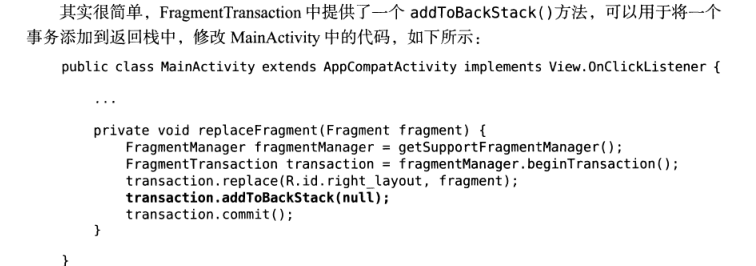 其实很简单，FragmentTransaction 中提供了一个 addToBackStack()方法，可以用于将一个
事务添加到返回栈中，修改 MainActivity 中的代码，如下所示：
public class MainActivity extends AppCompatActivity implements View.OnClickListener {
...
private void replaceFragment(Fragment fragment) {
FragmentManager fragmentManager = getSupportFragmentManager();
FragmentTransaction transaction = fragmentManager.beginTransaction();
transaction.replace(R.id.right_layout, fragment);
transaction.addToBackStack(null);
transaction.commit();
}
}